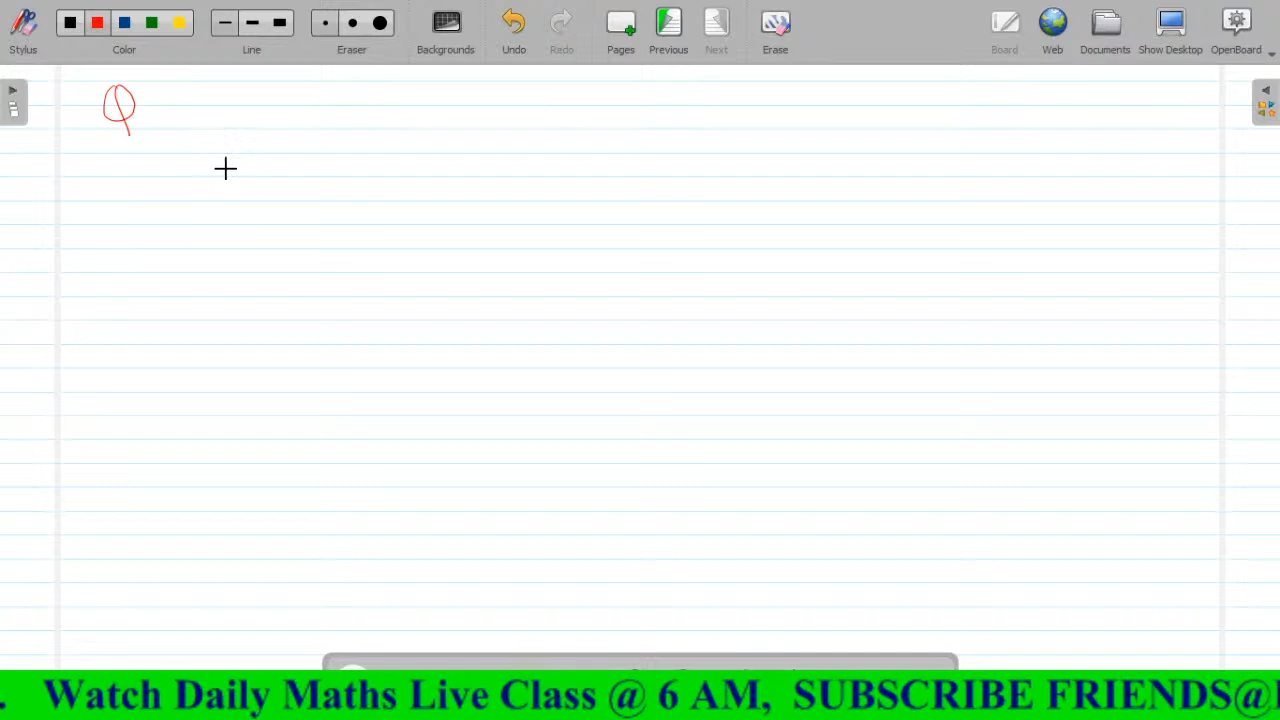 Stylus Color Line Eraser Backgrounds Undo Redo Pages Previous Next Erase Board Web Documents Show Desktop OpenBoard
Q
. Watch Daily Maths Live Class @ 6 AM, SUBSCRIBE FRIENDS@